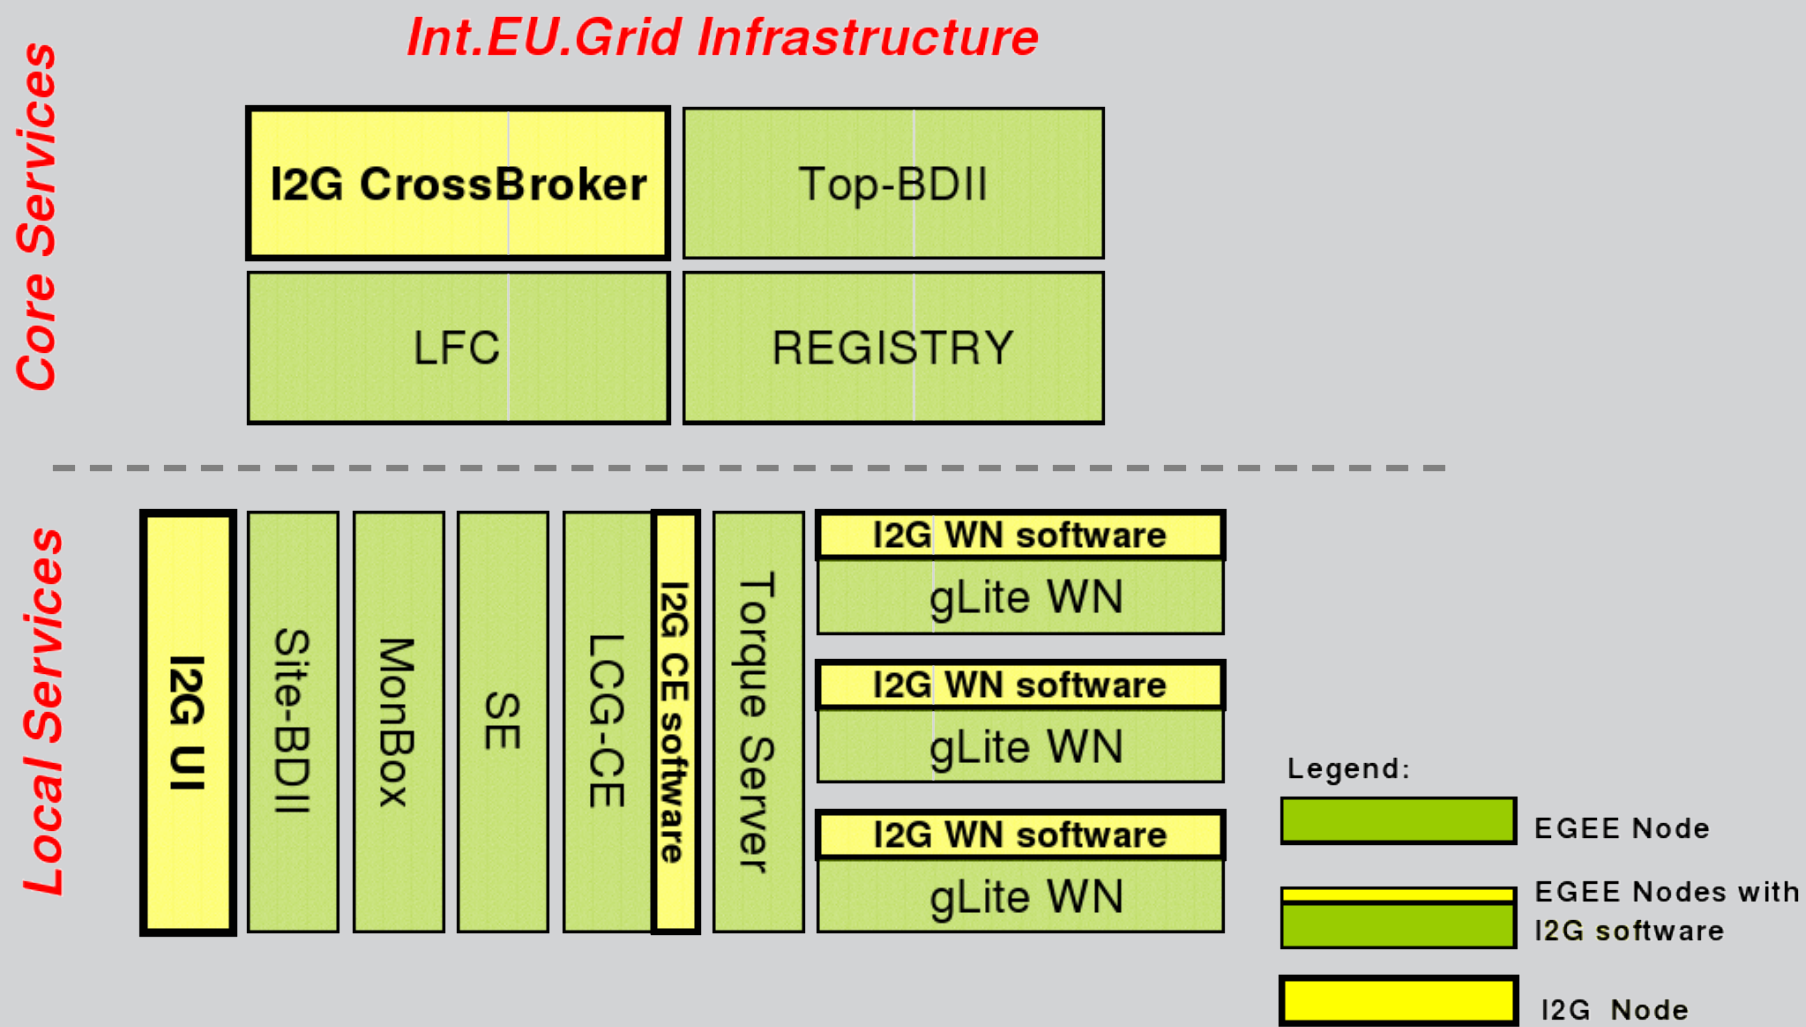 Int.EU.Grid Infrastructure
Core Services
I2G CrossBroker
Top-BDII
LFC
REGISTRY
Local Services
I2G UI
Site-BDII
MonBox
SE
LCG-CE
I2G CE software
Torque Server
I2G WN software
gLite WN
I2G WN software
gLite WN
I2G WN software
gLite WN
Legend:
EGEE Node
EGEE Nodes with
I2G software
I2G Node